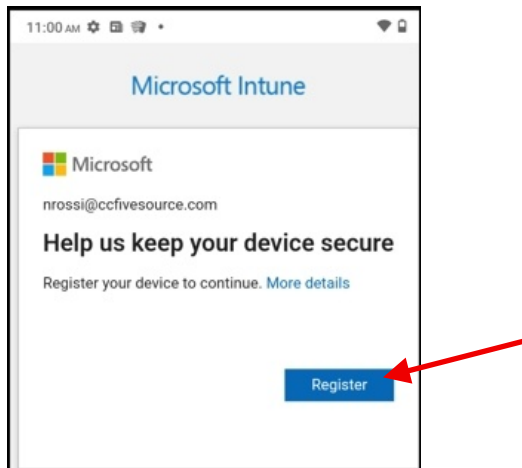 11:00 AM
Microsoft Intune
Microsoft
nrossi@ccfivesource.com
Help us keep your device secure
Register your device to continue. More details
Register